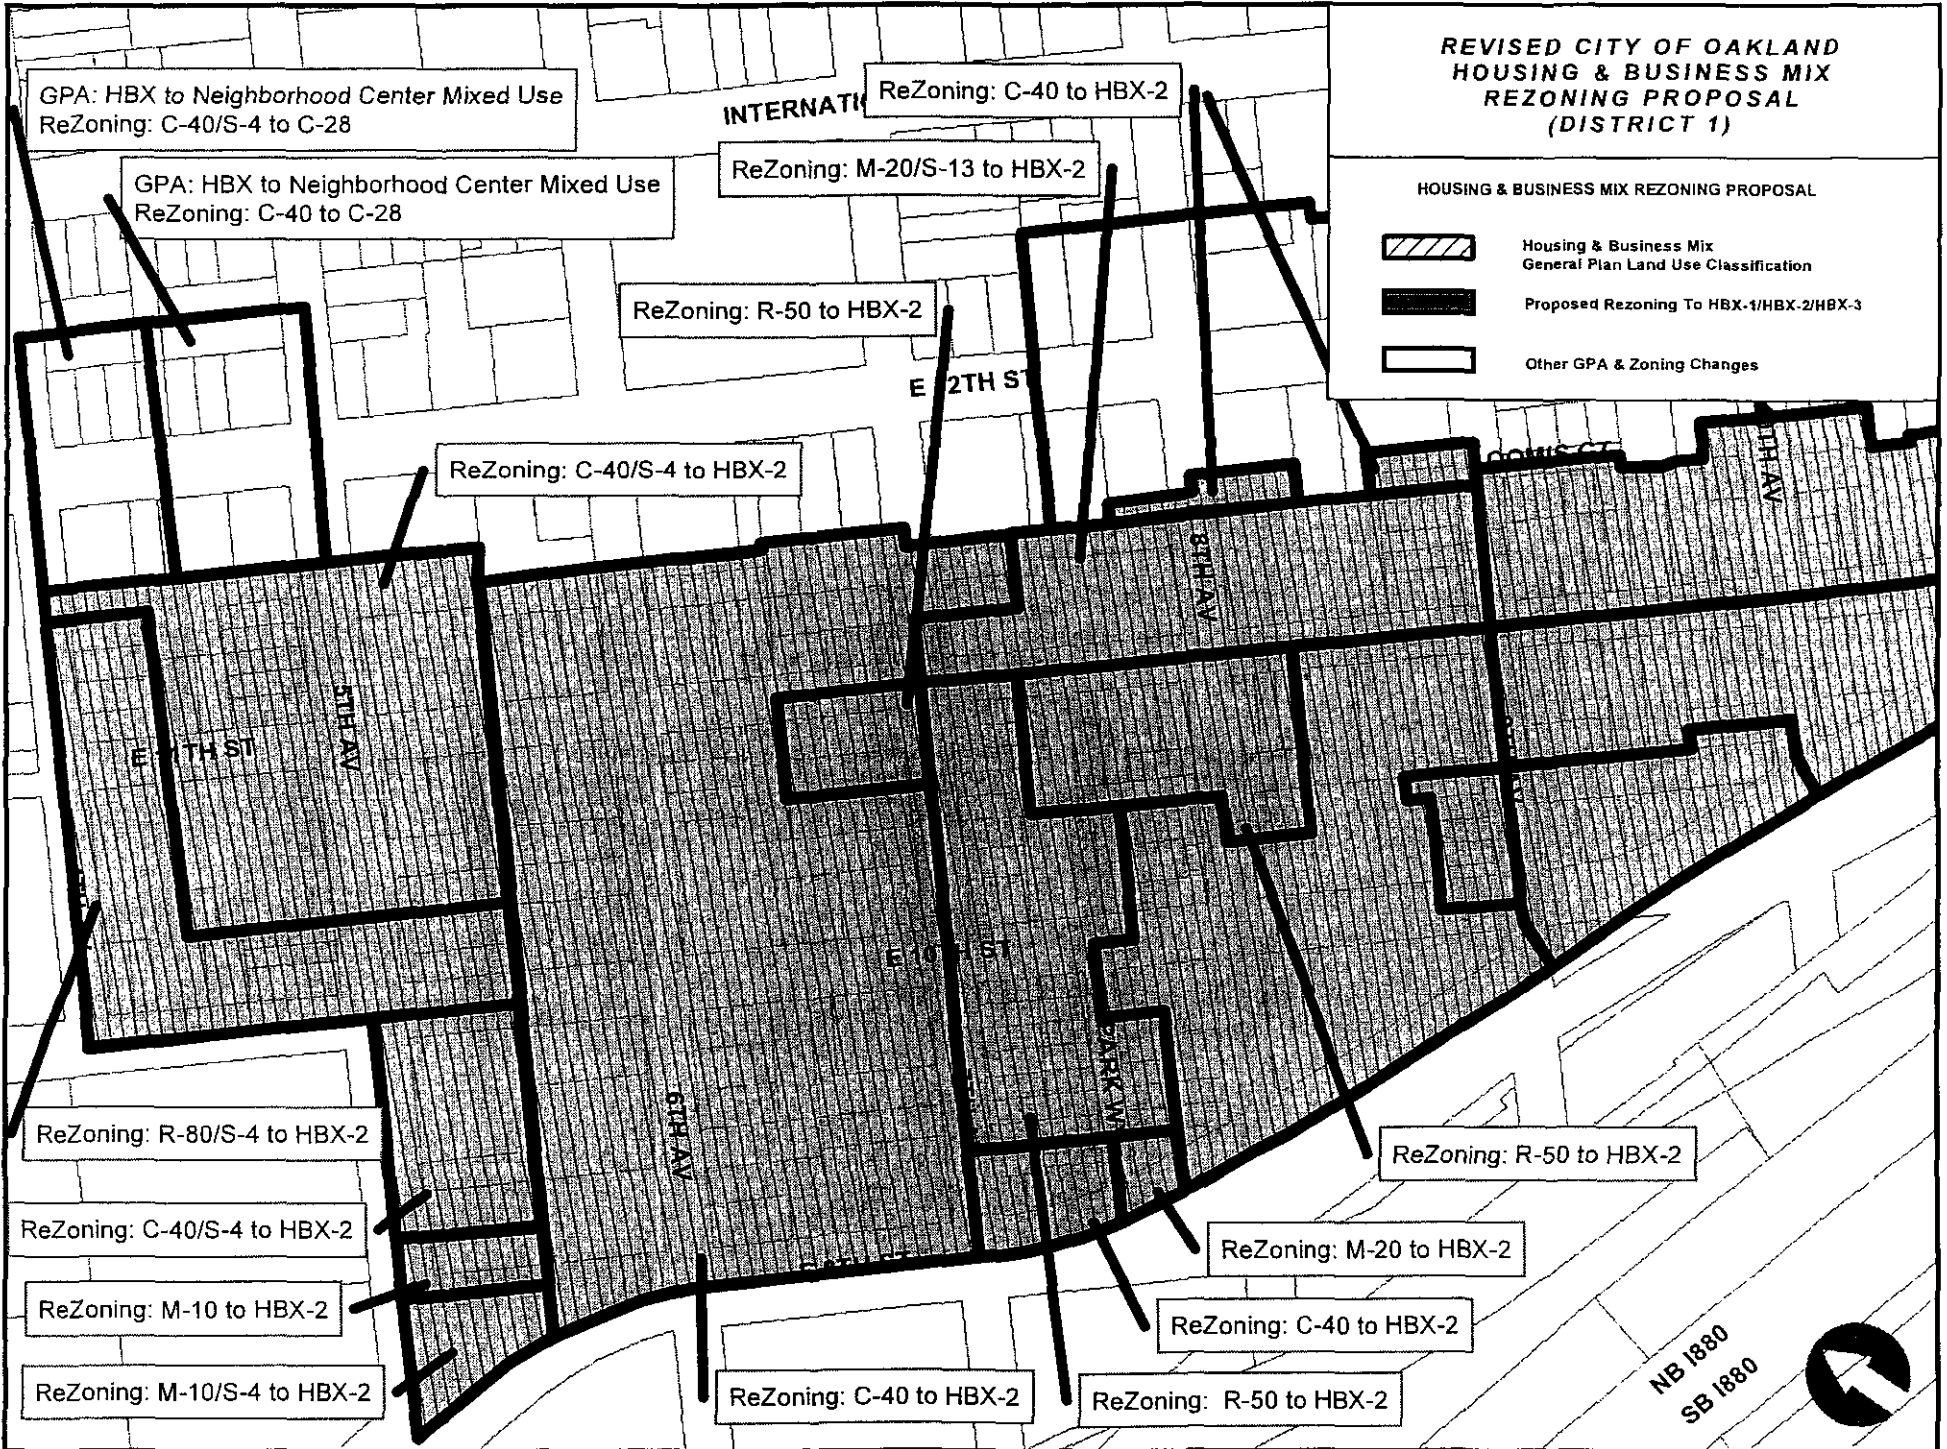 REVISED CITY OF OAKLAND
HOUSING & BUSINESS MIX
REZONING PROPOSAL
(DISTRICT 1)
HOUSING & BUSINESS MIX REZONING PROPOSAL
Housing & Business Mix
General Plan Land Use Classification
Proposed Rezoning To HBX-1/HBX-2/HBX-3
Other GPA & Zoning Changes
GPA: HBX to Neighborhood Center Mixed Use
ReZoning: C-40/S-4 to C-28
GPA: HBX to Neighborhood Center Mixed Use
ReZoning: C-40 to C-28
ReZoning: C-40 to HBX-2
ReZoning: M-20/S-13 to HBX-2
ReZoning: R-50 to HBX-2
E 12TH ST
ReZoning: C-40/S-4 to HBX-2
8TH AV
5TH AV
E 11TH ST
E 10TH ST
PARK W
6TH AV
ReZoning: R-80/S-4 to HBX-2
ReZoning: R-50 to HBX-2
ReZoning: C-40/S-4 to HBX-2
ReZoning: M-20 to HBX-2
ReZoning: M-10 to HBX-2
ReZoning: C-40 to HBX-2
ReZoning: M-10/S-4 to HBX-2
ReZoning: C-40 to HBX-2
ReZoning: R-50 to HBX-2
NB I880
SB I880